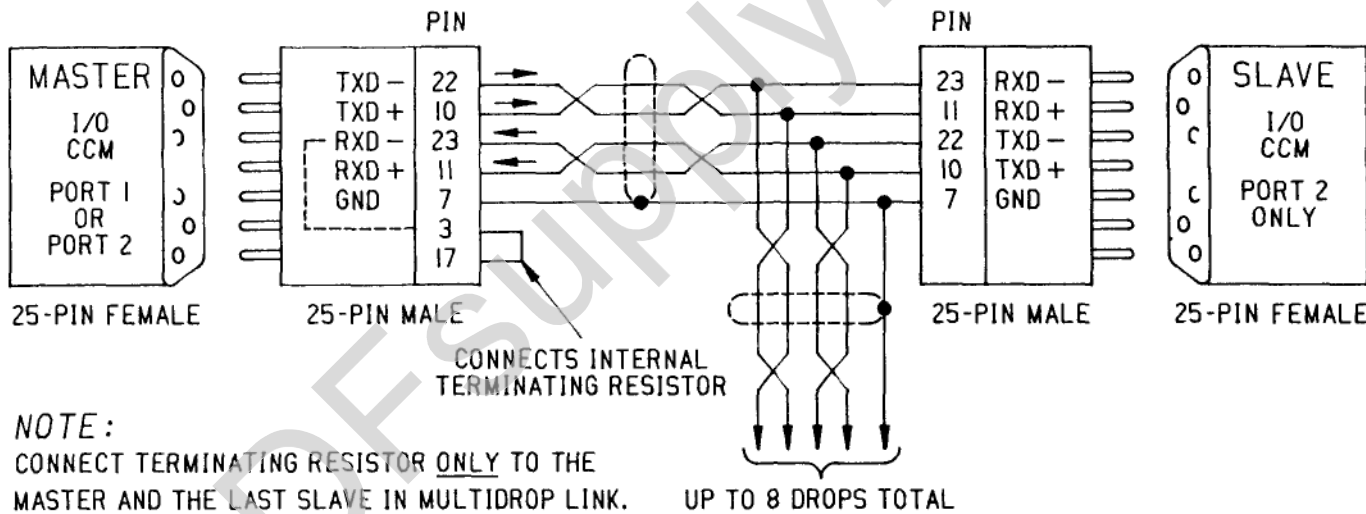 PIN
PIN
MASTER
I/O
CCM
PORT 1
OR
PORT 2
25-PIN FEMALE
TXD - 22
TXD + 10
RXD - 23
RXD + 11
GND 7
3
17
25-PIN MALE
23 RXD -
11 RXD +
22 TXD -
10 TXD +
7 GND
25-PIN MALE
SLAVE
I/O
CCM
PORT 2
ONLY
25-PIN FEMALE
CONNECTS INTERNAL
TERMINATING RESISTOR
NOTE:
CONNECT TERMINATING RESISTOR ONLY TO THE
MASTER AND THE LAST SLAVE IN MULTIDROP LINK.
UP TO 8 DROPS TOTAL
DFsupply